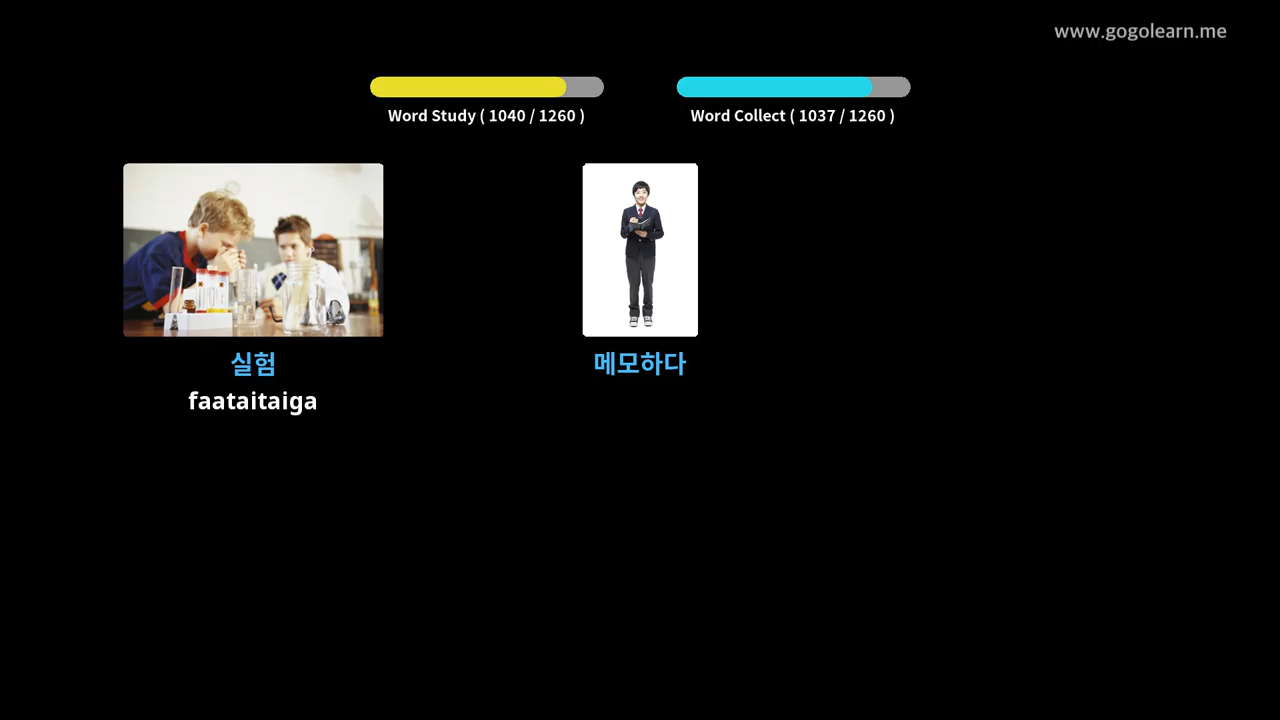 www.gogolearn.me
Word Study ( 1040 / 1260 )
Word Collect ( 1037 / 1260 )
실험
메모하다
faataitaiga